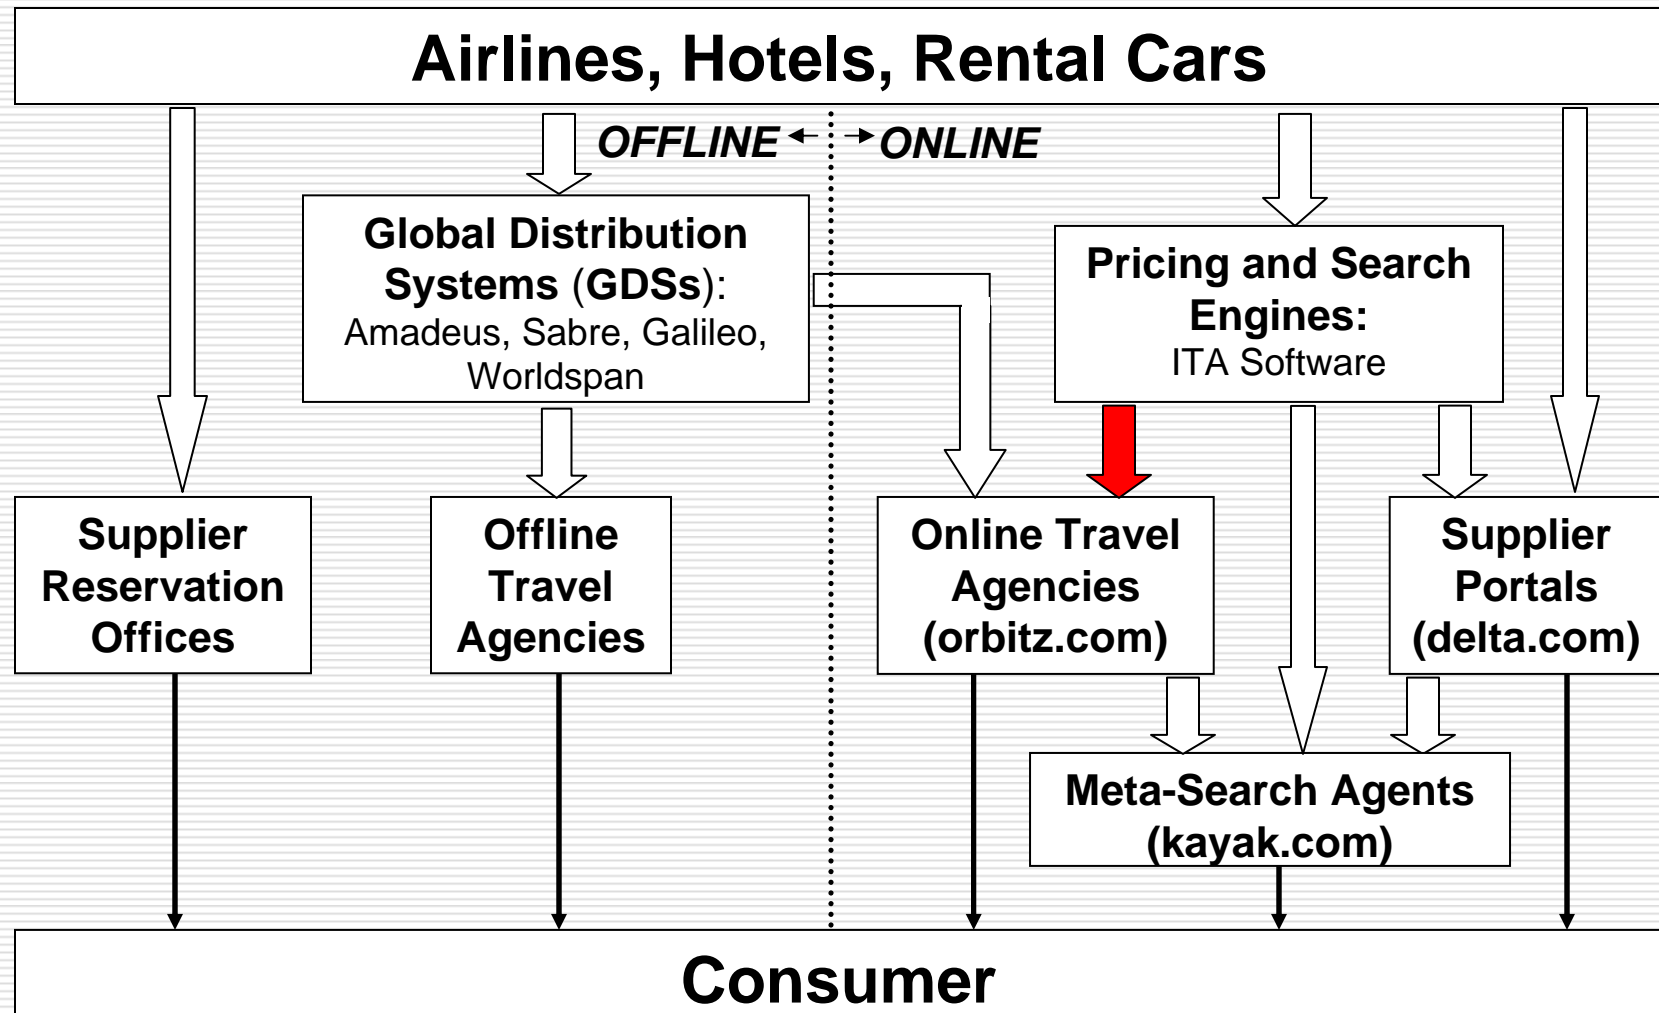 Airlines, Hotels, Rental Cars
OFFLINE
ONLINE
Global Distribution
Systems (GDSs):
Amadeus, Sabre, Galileo,
Worldspan
Pricing and Search
Engines:
ITA Software
Supplier
Reservation
Offices
Offline
Travel
Agencies
Online Travel
Agencies
(orbitz.com)
Supplier
Portals
(delta.com)
Meta-Search Agents
(kayak.com)
Consumer